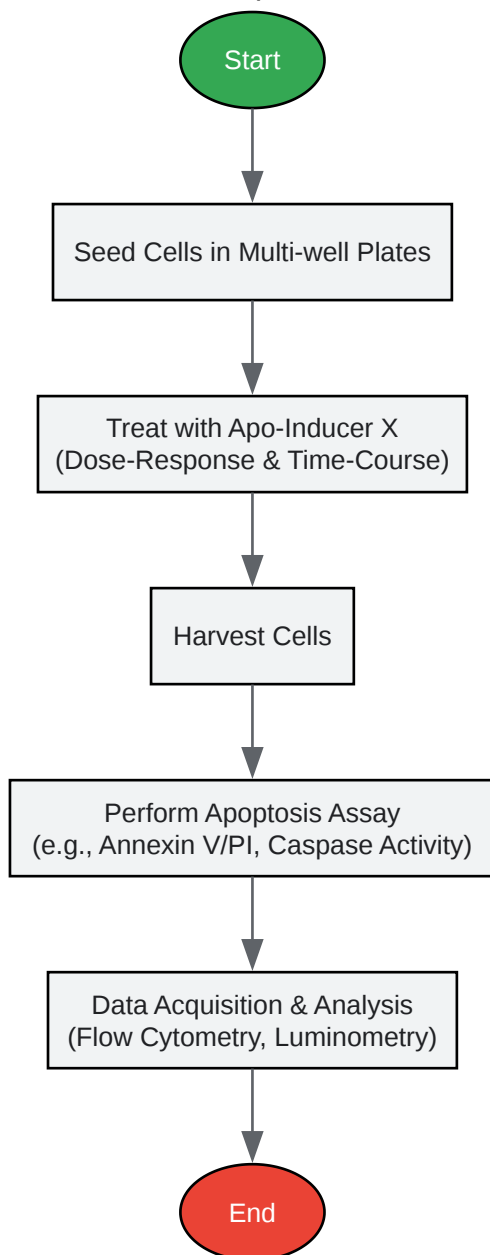 Start
Seed Cells in Multi-well Plates
Treat with Apo-Inducer X
(Dose-Response & Time-Course)
Harvest Cells
Perform Apoptosis Assay
(e.g., Annexin V/PI, Caspase Activity)
Data Acquisition & Analysis
(Flow Cytometry, Luminometry)
End